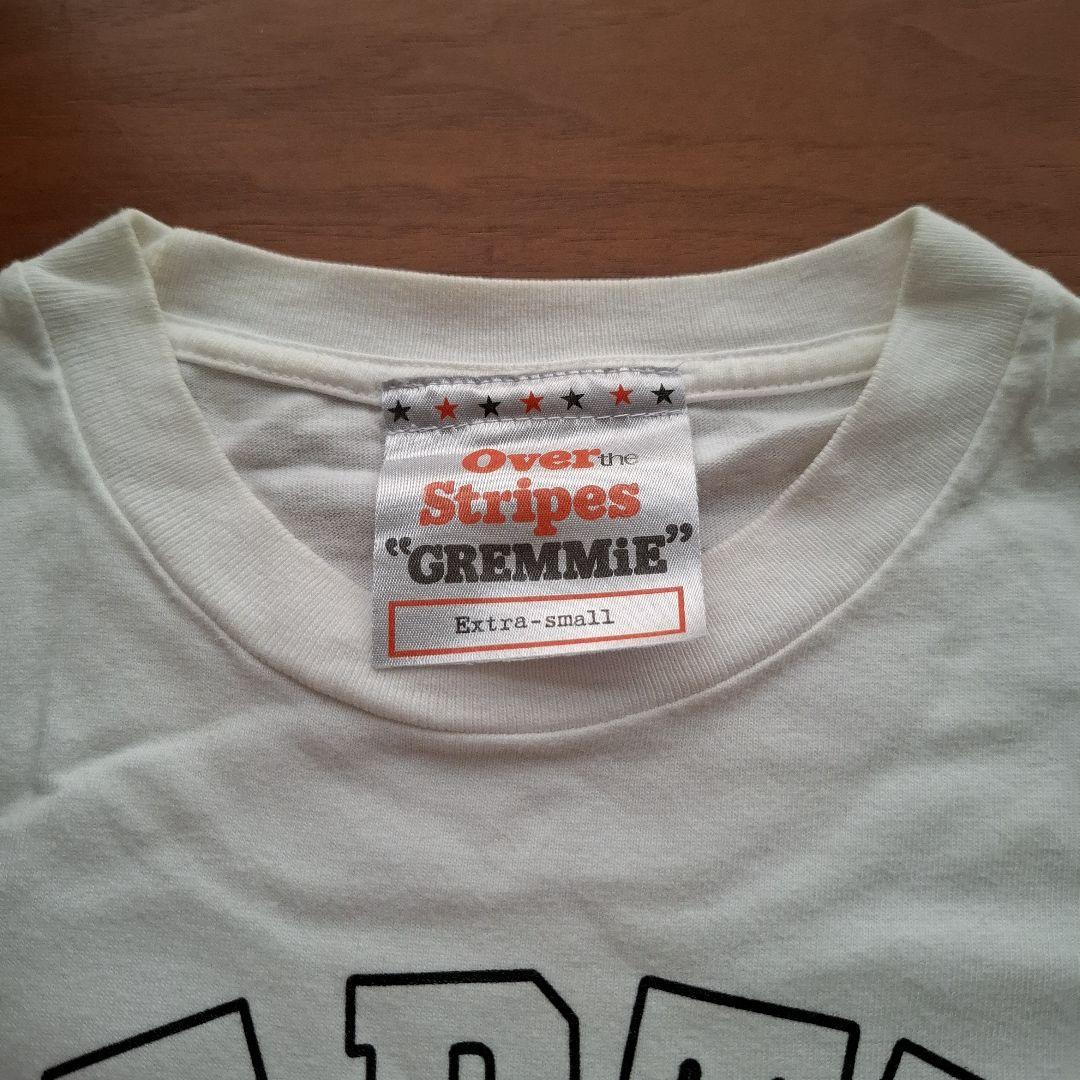 Over the
Stripes
“GREMMiE”
Extra-small